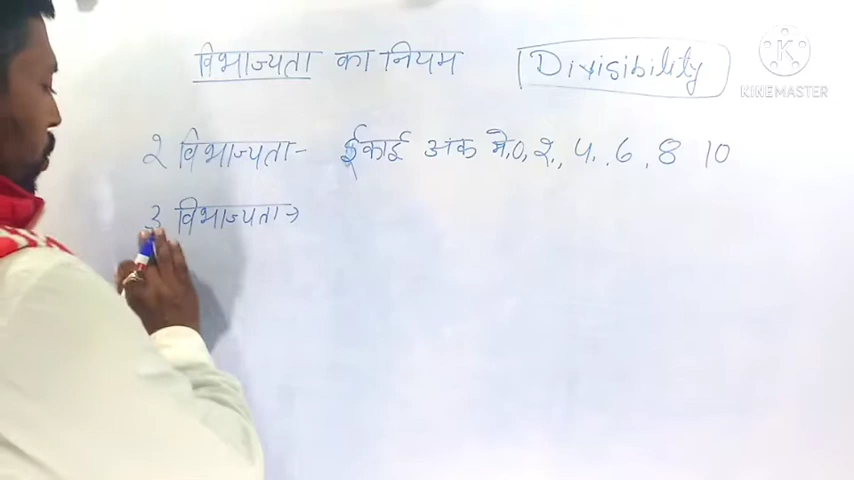 विभाज्यता का नियम Divisibility
KINEMASTER
2 विभाज्यता- ईकाई अंक मे,0, 2,, 4,. 6, 8 10
3 विभाज्यता→